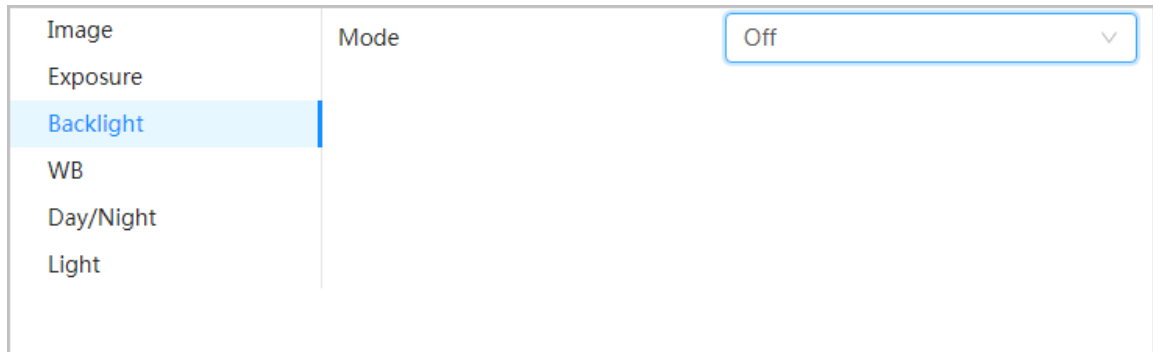 Image
Exposure
Backlight
WB
Day/Night
Light
Mode
Off